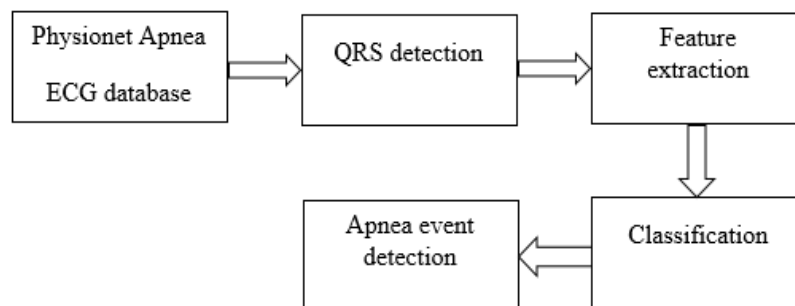 Physionet Apnea
ECG database
QRS detection
Feature
extraction
Classification
Apnea event
detection